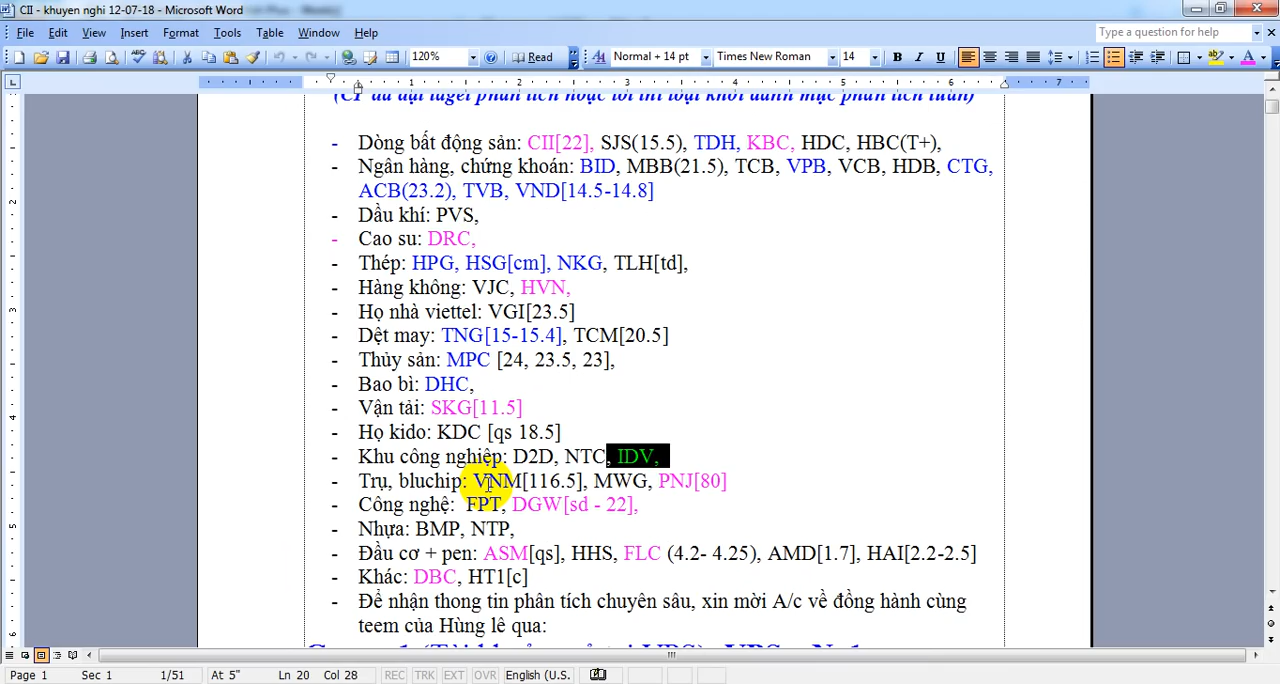 CII - khuyen nghi 12-07-18 - Microsoft Word
File Edit View Insert Format Tools Table Window Help
Type a question for help
120% Read Normal + 14 pt Times New Roman 14 B I U
1 2 3 4 5 6 7
- Dòng bất động sản: CII[22], SJS(15.5), TDH, KBC, HDC, HBC(T+),
- Ngân hàng, chứng khoán: BID, MBB(21.5), TCB, VPB, VCB, HDB, CTG,
ACB(23.2), TVB, VND[14.5-14.8]
- Dầu khí: PVS,
- Cao su: DRC,
- Thép: HPG, HSG[cm], NKG, TLH[td],
- Hàng không: VJC, HVN,
- Họ nhà viettel: VGI[23.5]
- Dệt may: TNG[15-15.4], TCM[20.5]
- Thủy sản: MPC [24, 23.5, 23],
- Bao bì: DHC,
- Vận tải: SKG[11.5]
- Họ kido: KDC [qs 18.5]
- Khu công nghiệp: D2D, NTC, IDV,
- Trụ, bluchip: VNM[116.5], MWG, PNJ[80]
- Công nghệ: FPT, DGW[sd - 22],
- Nhựa: BMP, NTP,
- Đầu cơ + pen: ASM[qs], HHS, FLC (4.2- 4.25), AMD[1.7], HAI[2.2-2.5]
- Khác: DBC, HT1[c]
- Để nhận thong tin phân tích chuyên sâu, xin mời A/c về đồng hành cùng
teem của Hùng lê qua:
Page 1 Sec 1 1/51 At 5" Ln 20 Col 28 REC TRK EXT OVR English (U.S.